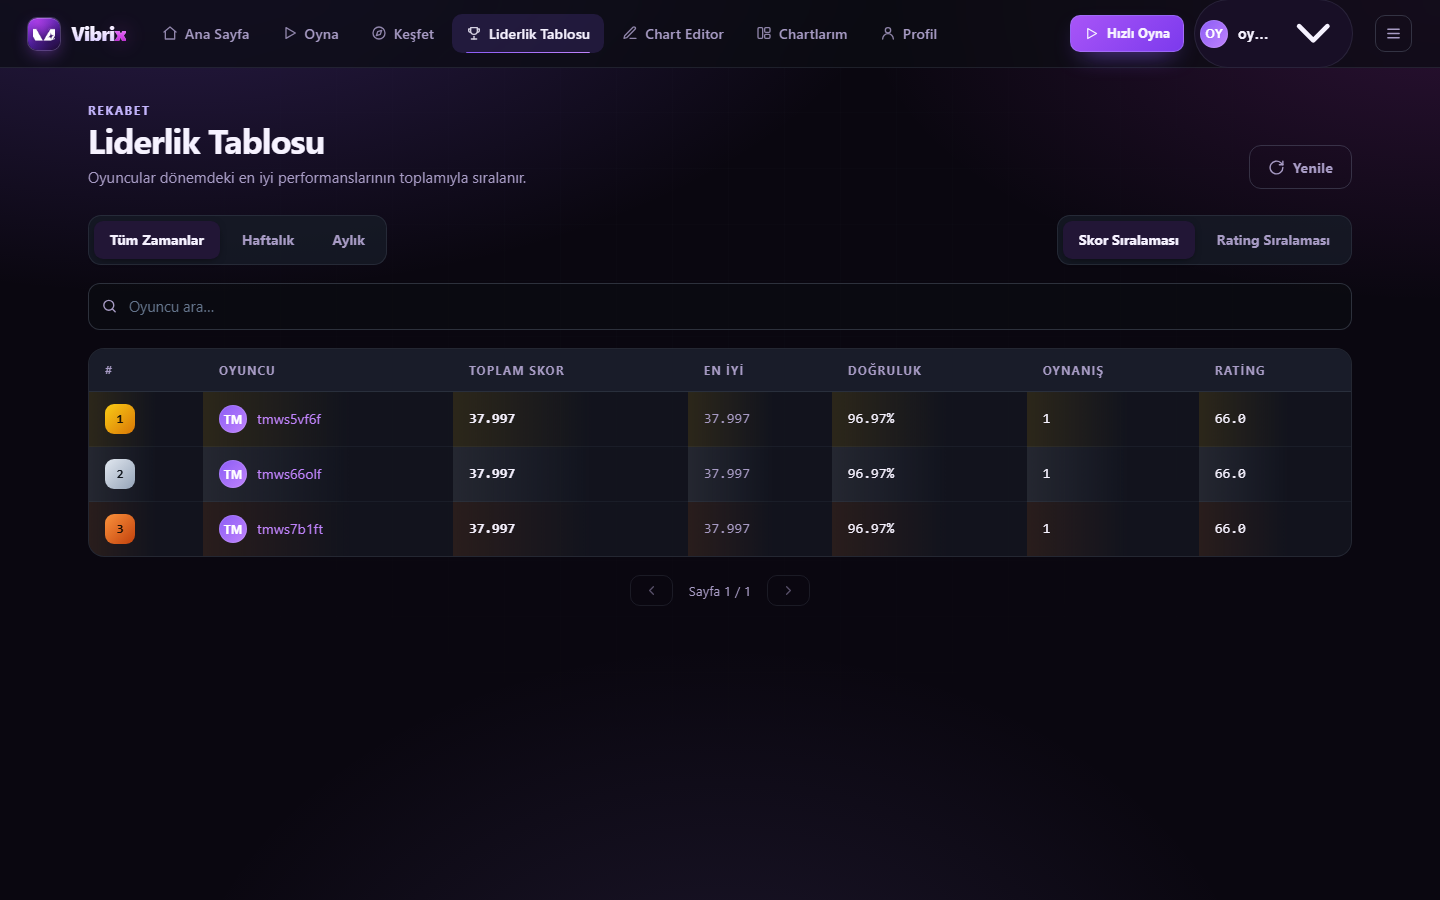 Vibrix Ana Sayfa Oyna Keşfet Liderlik Tablosu Chart Editor Chartlarım Profil Hızlı Oyna OY oy...
REKABET
Liderlik Tablosu
Oyuncular dönemdeki en iyi performanslarının toplamıyla sıralanır.
Yenile
Tüm Zamanlar Haftalık Aylık Skor Sıralaması Rating Sıralaması
Oyuncu ara...
# OYUNCU TOPLAM SKOR EN İYİ DOĞRULUK OYNANIŞ RATİNG
1 TM tmws5vf6f 37.997 37.997 96.97% 1 66.0
2 TM tmws66olf 37.997 37.997 96.97% 1 66.0
3 TM tmws7b1ft 37.997 37.997 96.97% 1 66.0
Sayfa 1 / 1